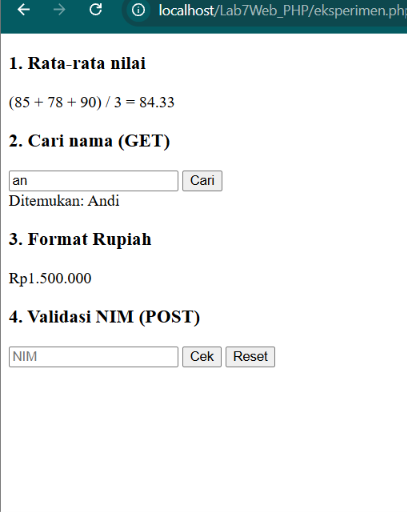 localhost/Lab7Web_PHP/eksperimen.php
1. Rata-rata nilai
(85 + 78 + 90) / 3 = 84.33
2. Cari nama (GET)
an Cari
Ditemukan: Andi
3. Format Rupiah
Rp1.500.000
4. Validasi NIM (POST)
NIM Cek Reset